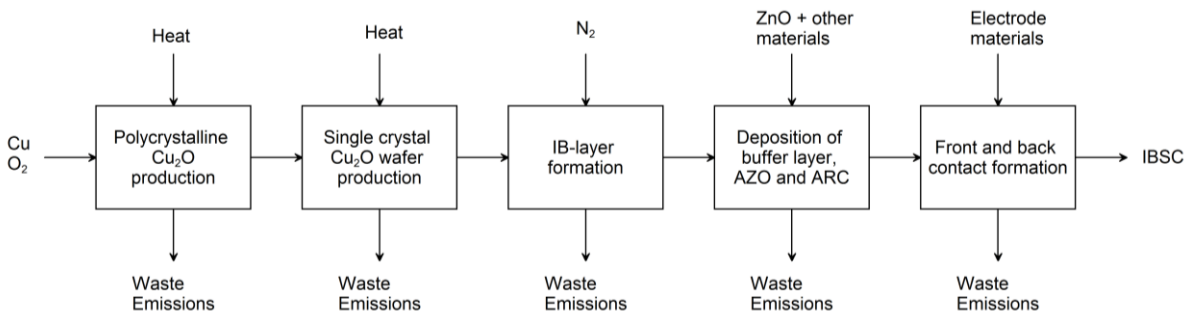 Heat
Heat
N₂
ZnO + other
materials
Electrode
materials
Cu
O₂
Polycrystalline
Cu₂O
production
Single crystal
Cu₂O wafer
production
IB-layer
formation
Deposition of
buffer layer,
AZO and ARC
Front and back
contact formation
IBSC
Waste
Emissions
Waste
Emissions
Waste
Emissions
Waste
Emissions
Waste
Emissions